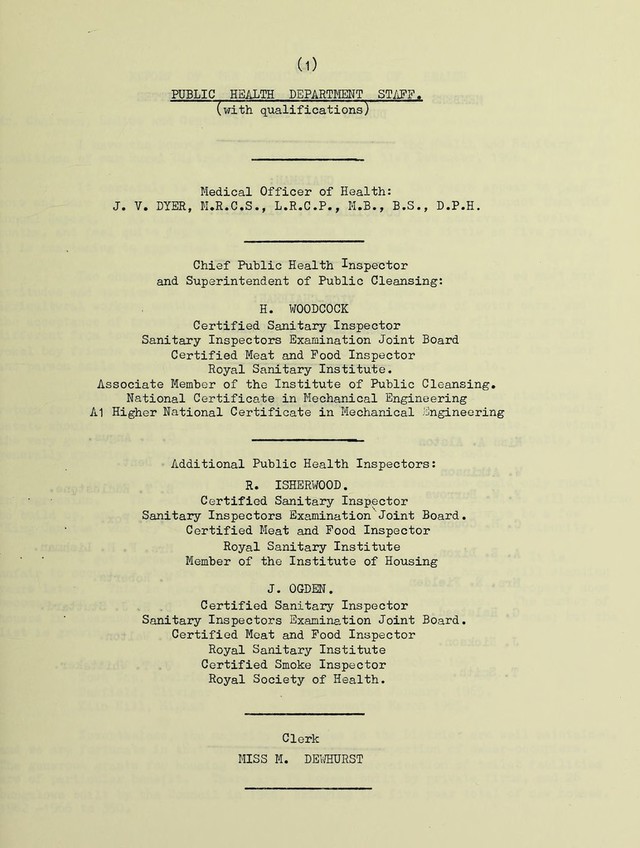 (1)
PUBLIC HEALTH DEPARTMENT STAFF.
(with qualifications)
Medical Officer of Health:
J. V. DYER, M.R.C.S., L.R.C.P., M.B., B.S., D.P.H.
Chief Public Health Inspector
and Superintendent of Public Cleansing:
H. WOODCOCK
Certified Sanitary Inspector
Sanitary Inspectors Examination Joint Board
Certified Meat and Food Inspector
Royal Sanitary Institute.
Associate Member of the Institute of Public Cleansing.
National Certificate in Mechanical Engineering
A1 Higher National Certificate in Mechanical Engineering
Additional Public Health Inspectors:
R. ISHERWOOD.
Certified Sanitary Inspector
Sanitary Inspectors Examination Joint Board.
Certified Meat and Food Inspector
Royal Sanitary Institute
Member of the Institute of Housing
J. OGDEN.
Certified Sanitary Inspector
Sanitary Inspectors Examination Joint Board.
Certified Meat and Food Inspector
Royal Sanitary Institute
Certified Smoke Inspector
Royal Society of Health.
Clerk
MISS M. DEWHURST